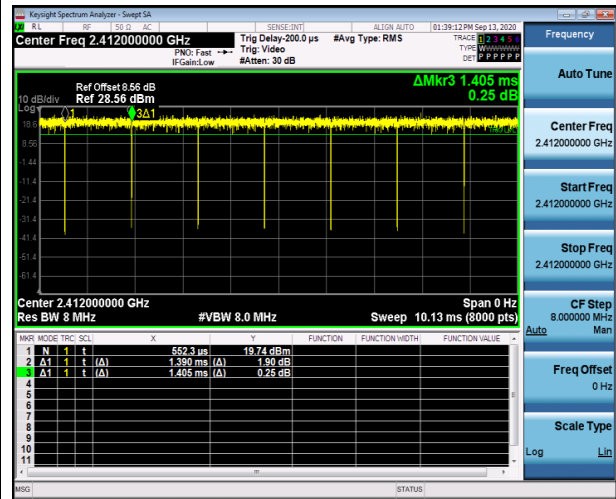 Keysight Spectrum Analyzer - Swept SA
RL RF 50 Ω AC SENSE:INT ALIGN AUTO 01:39:12 PM Sep 13, 2020
Center Freq 2.412000000 GHz
PNO: Fast
IFGain:Low
Trig Delay-200.0 µs
Trig: Video
#Atten: 30 dB
#Avg Type: RMS
TRACE 1 2 3 4 5 6
TYPE W
DET P P P P P P
Frequency
Ref Offset 8.56 dB
Ref 28.56 dBm
10 dB/div
Log
ΔMkr3 1.405 ms
0.25 dB
1
3Δ1
18.6
8.56
-1.44
-11.4
-21.4
-31.4
-41.4
-51.4
-61.4
Center 2.412000000 GHz
Span 0 Hz
Res BW 8 MHz
#VBW 8.0 MHz
Sweep 10.13 ms (8000 pts)
MKR MODE TRC SCL X Y FUNCTION FUNCTION WIDTH FUNCTION VALUE
1 N 1 t 552.3 µs 19.74 dBm
2 Δ1 1 t (Δ) 1.390 ms (Δ) 1.90 dB
3 Δ1 1 t (Δ) 1.405 ms (Δ) 0.25 dB
4
5
6
7
8
9
10
11
MSG
STATUS
Auto Tune
Center Freq
2.412000000 GHz
Start Freq
2.412000000 GHz
Stop Freq
2.412000000 GHz
CF Step
8.000000 MHz
Auto Man
Freq Offset
0 Hz
Scale Type
Log Lin